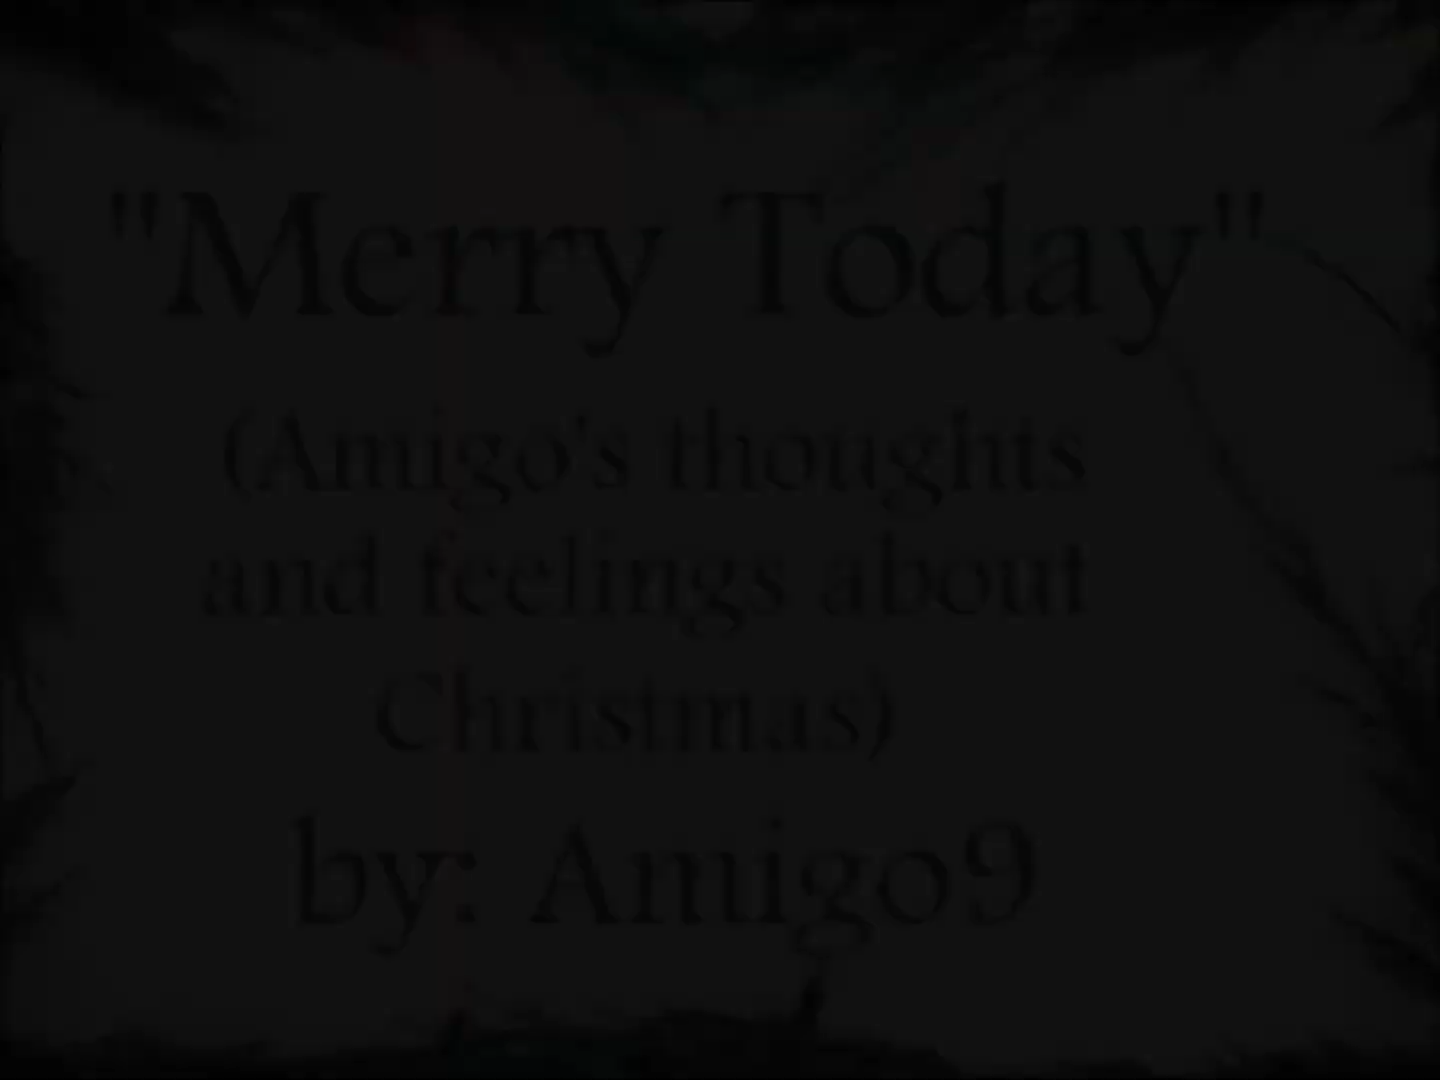 "Merry Today"
(Amigo's thoughts
and feelings about
Christmas)
by: Amigo9